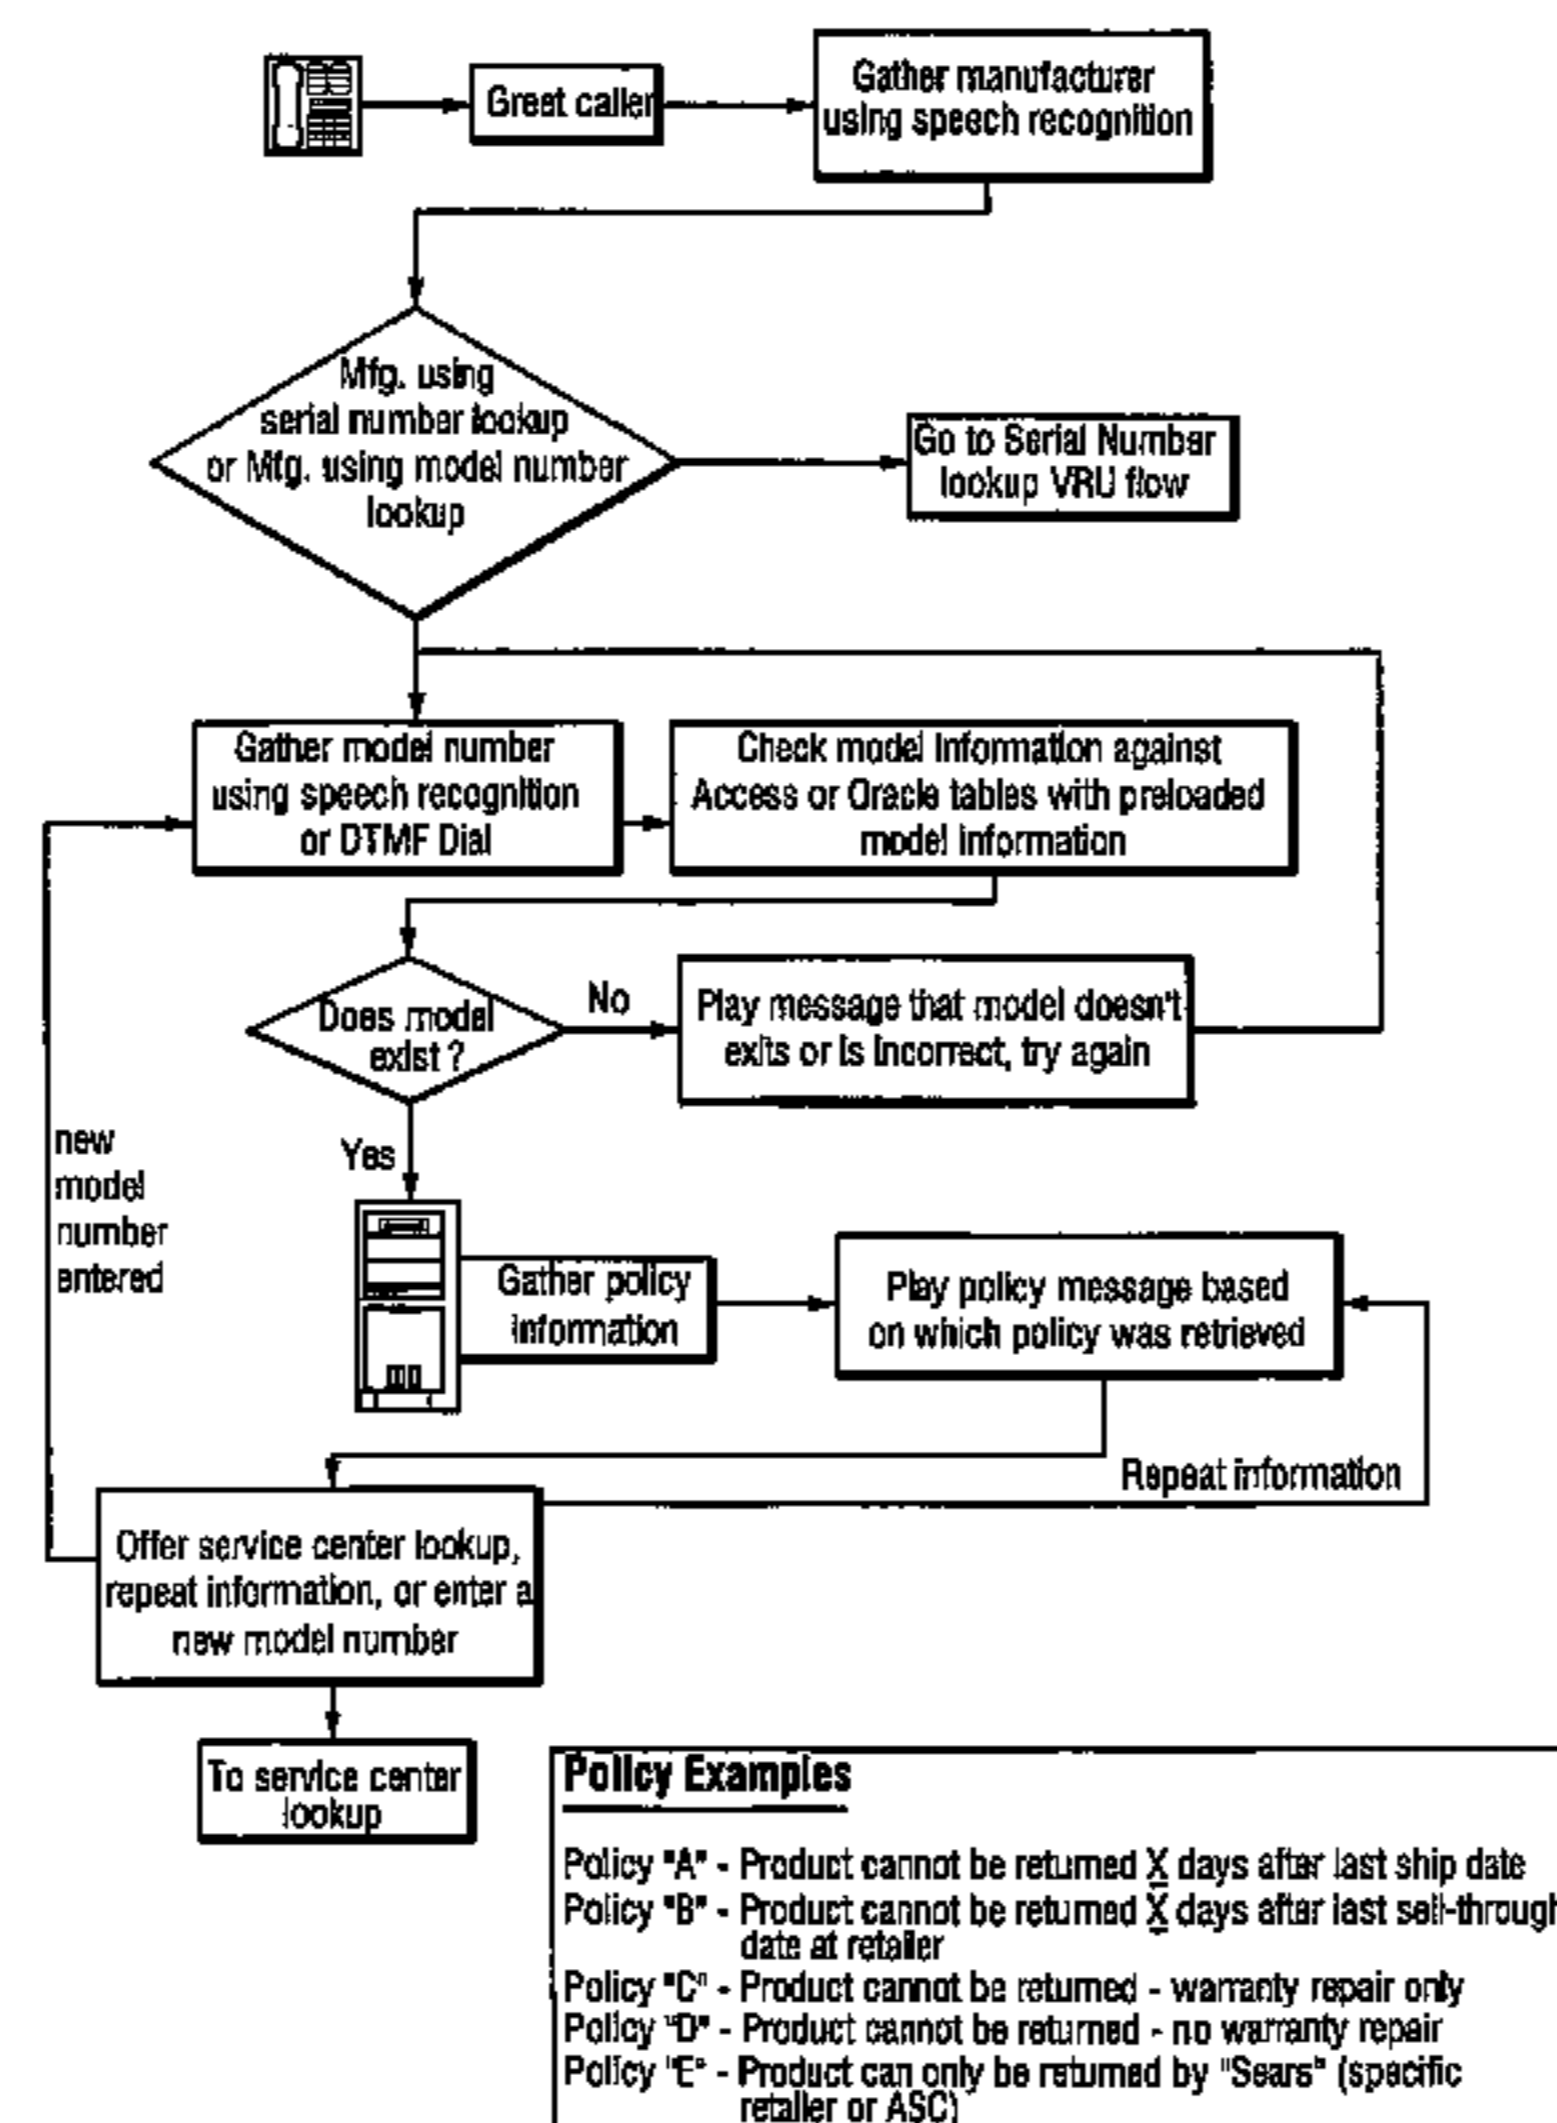 Greet caller
Gather manufacturer
using speech recognition
Mfg. using
serial number lookup
or Mfg. using model number
lookup
Go to Serial Number
lookup VRU flow
Gather model number
using speech recognition
or DTMF Dial
Check model information against
Access or Oracle tables with preloaded
model information
Does model
exist ?
No
Play message that model doesn't
exits or is incorrect, try again
Yes
new
model
number
entered
Gather policy
information
Play policy message based
on which policy was retrieved
Repeat information
Offer service center lookup,
repeat information, or enter a
new model number
To service center
lookup
Policy Examples
Policy "A" - Product cannot be returned X days after last ship date
Policy "B" - Product cannot be returned X days after last sell-through
date at retailer
Policy "C" - Product cannot be returned - warranty repair only
Policy "D" - Product cannot be returned - no warranty repair
Policy "E" - Product can only be returned by "Sears" (specific
retailer or ASC)